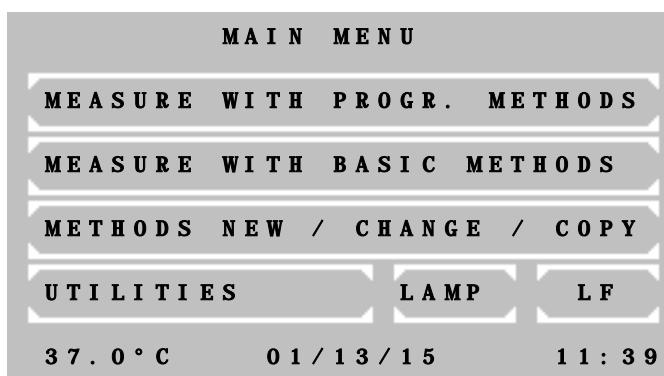 MAIN MENU
MEASURE WITH PROGR. METHODS
MEASURE WITH BASIC METHODS
METHODS NEW / CHANGE / COPY
UTILITIES LAMP LF
37.0°C 01/13/15 11:39